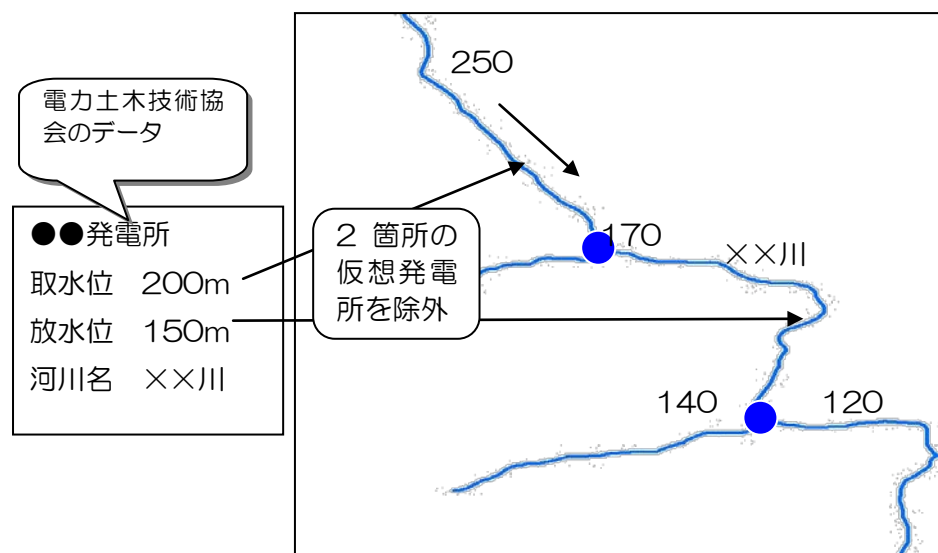 電力土木技術協
会のデータ
●●発電所
取水位 200m
放水位 150m
河川名 ××川
2 箇所の
仮想発電
所を除外
250
170
××川
140
120